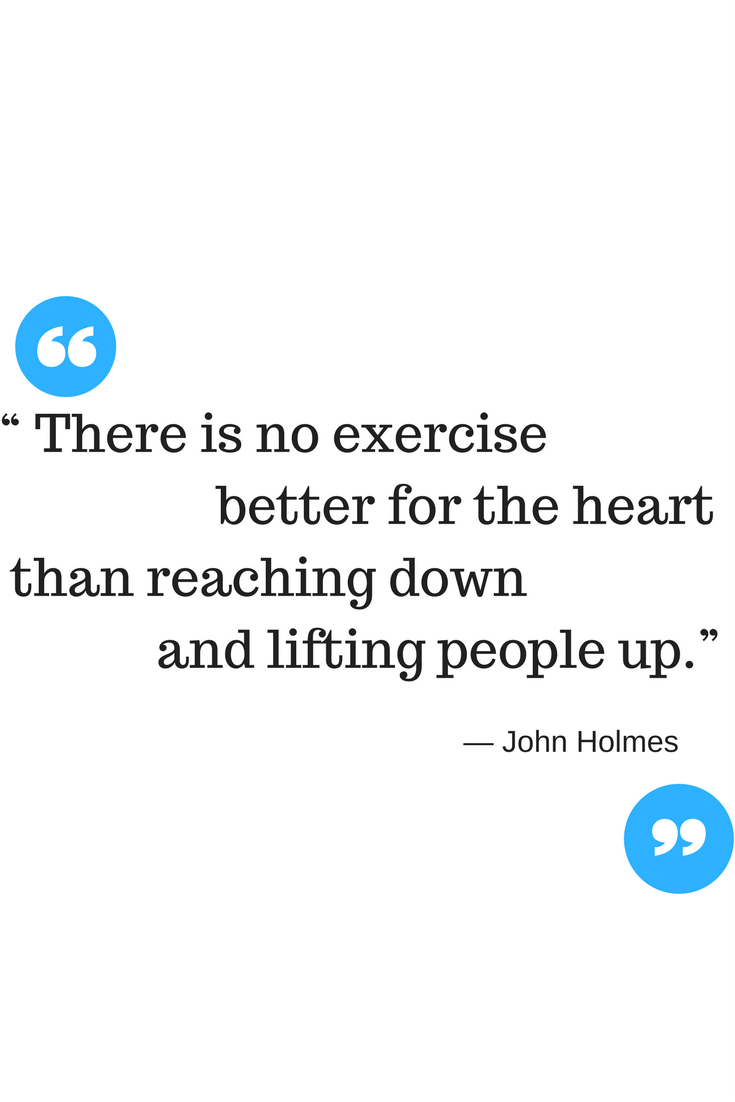 “
“ There is no exercise
better for the heart
than reaching down
and lifting people up.”
— John Holmes
”